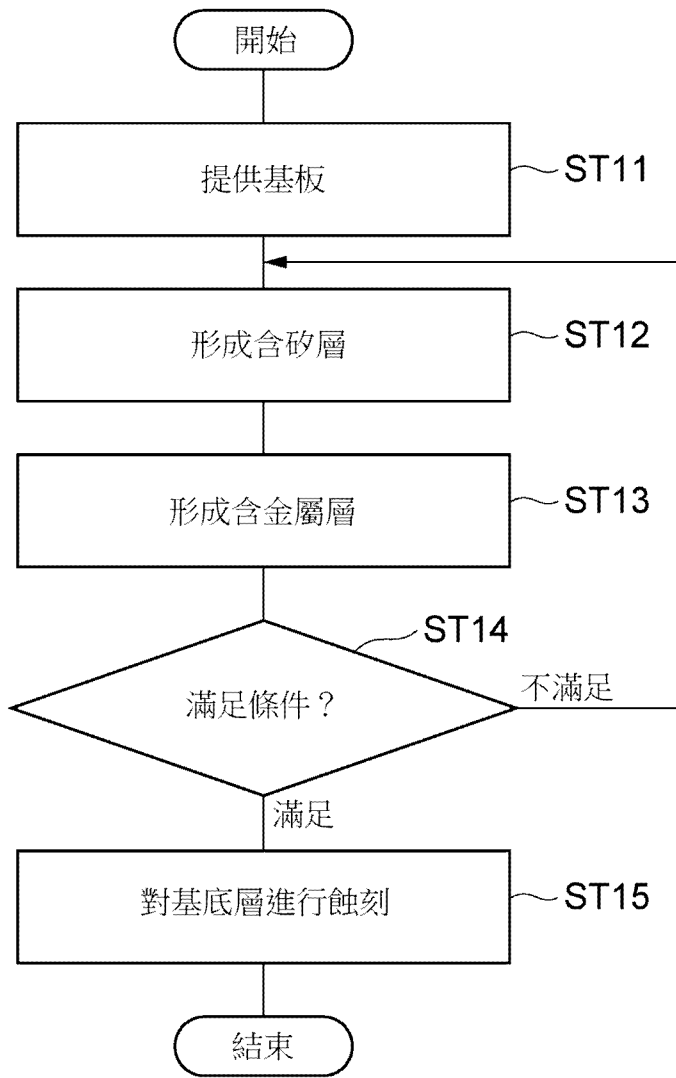 開始
提供基板
ST11
形成含矽層
ST12
形成含金屬層
ST13
ST14
滿足條件？
不滿足
滿足
對基底層進行蝕刻
ST15
結束